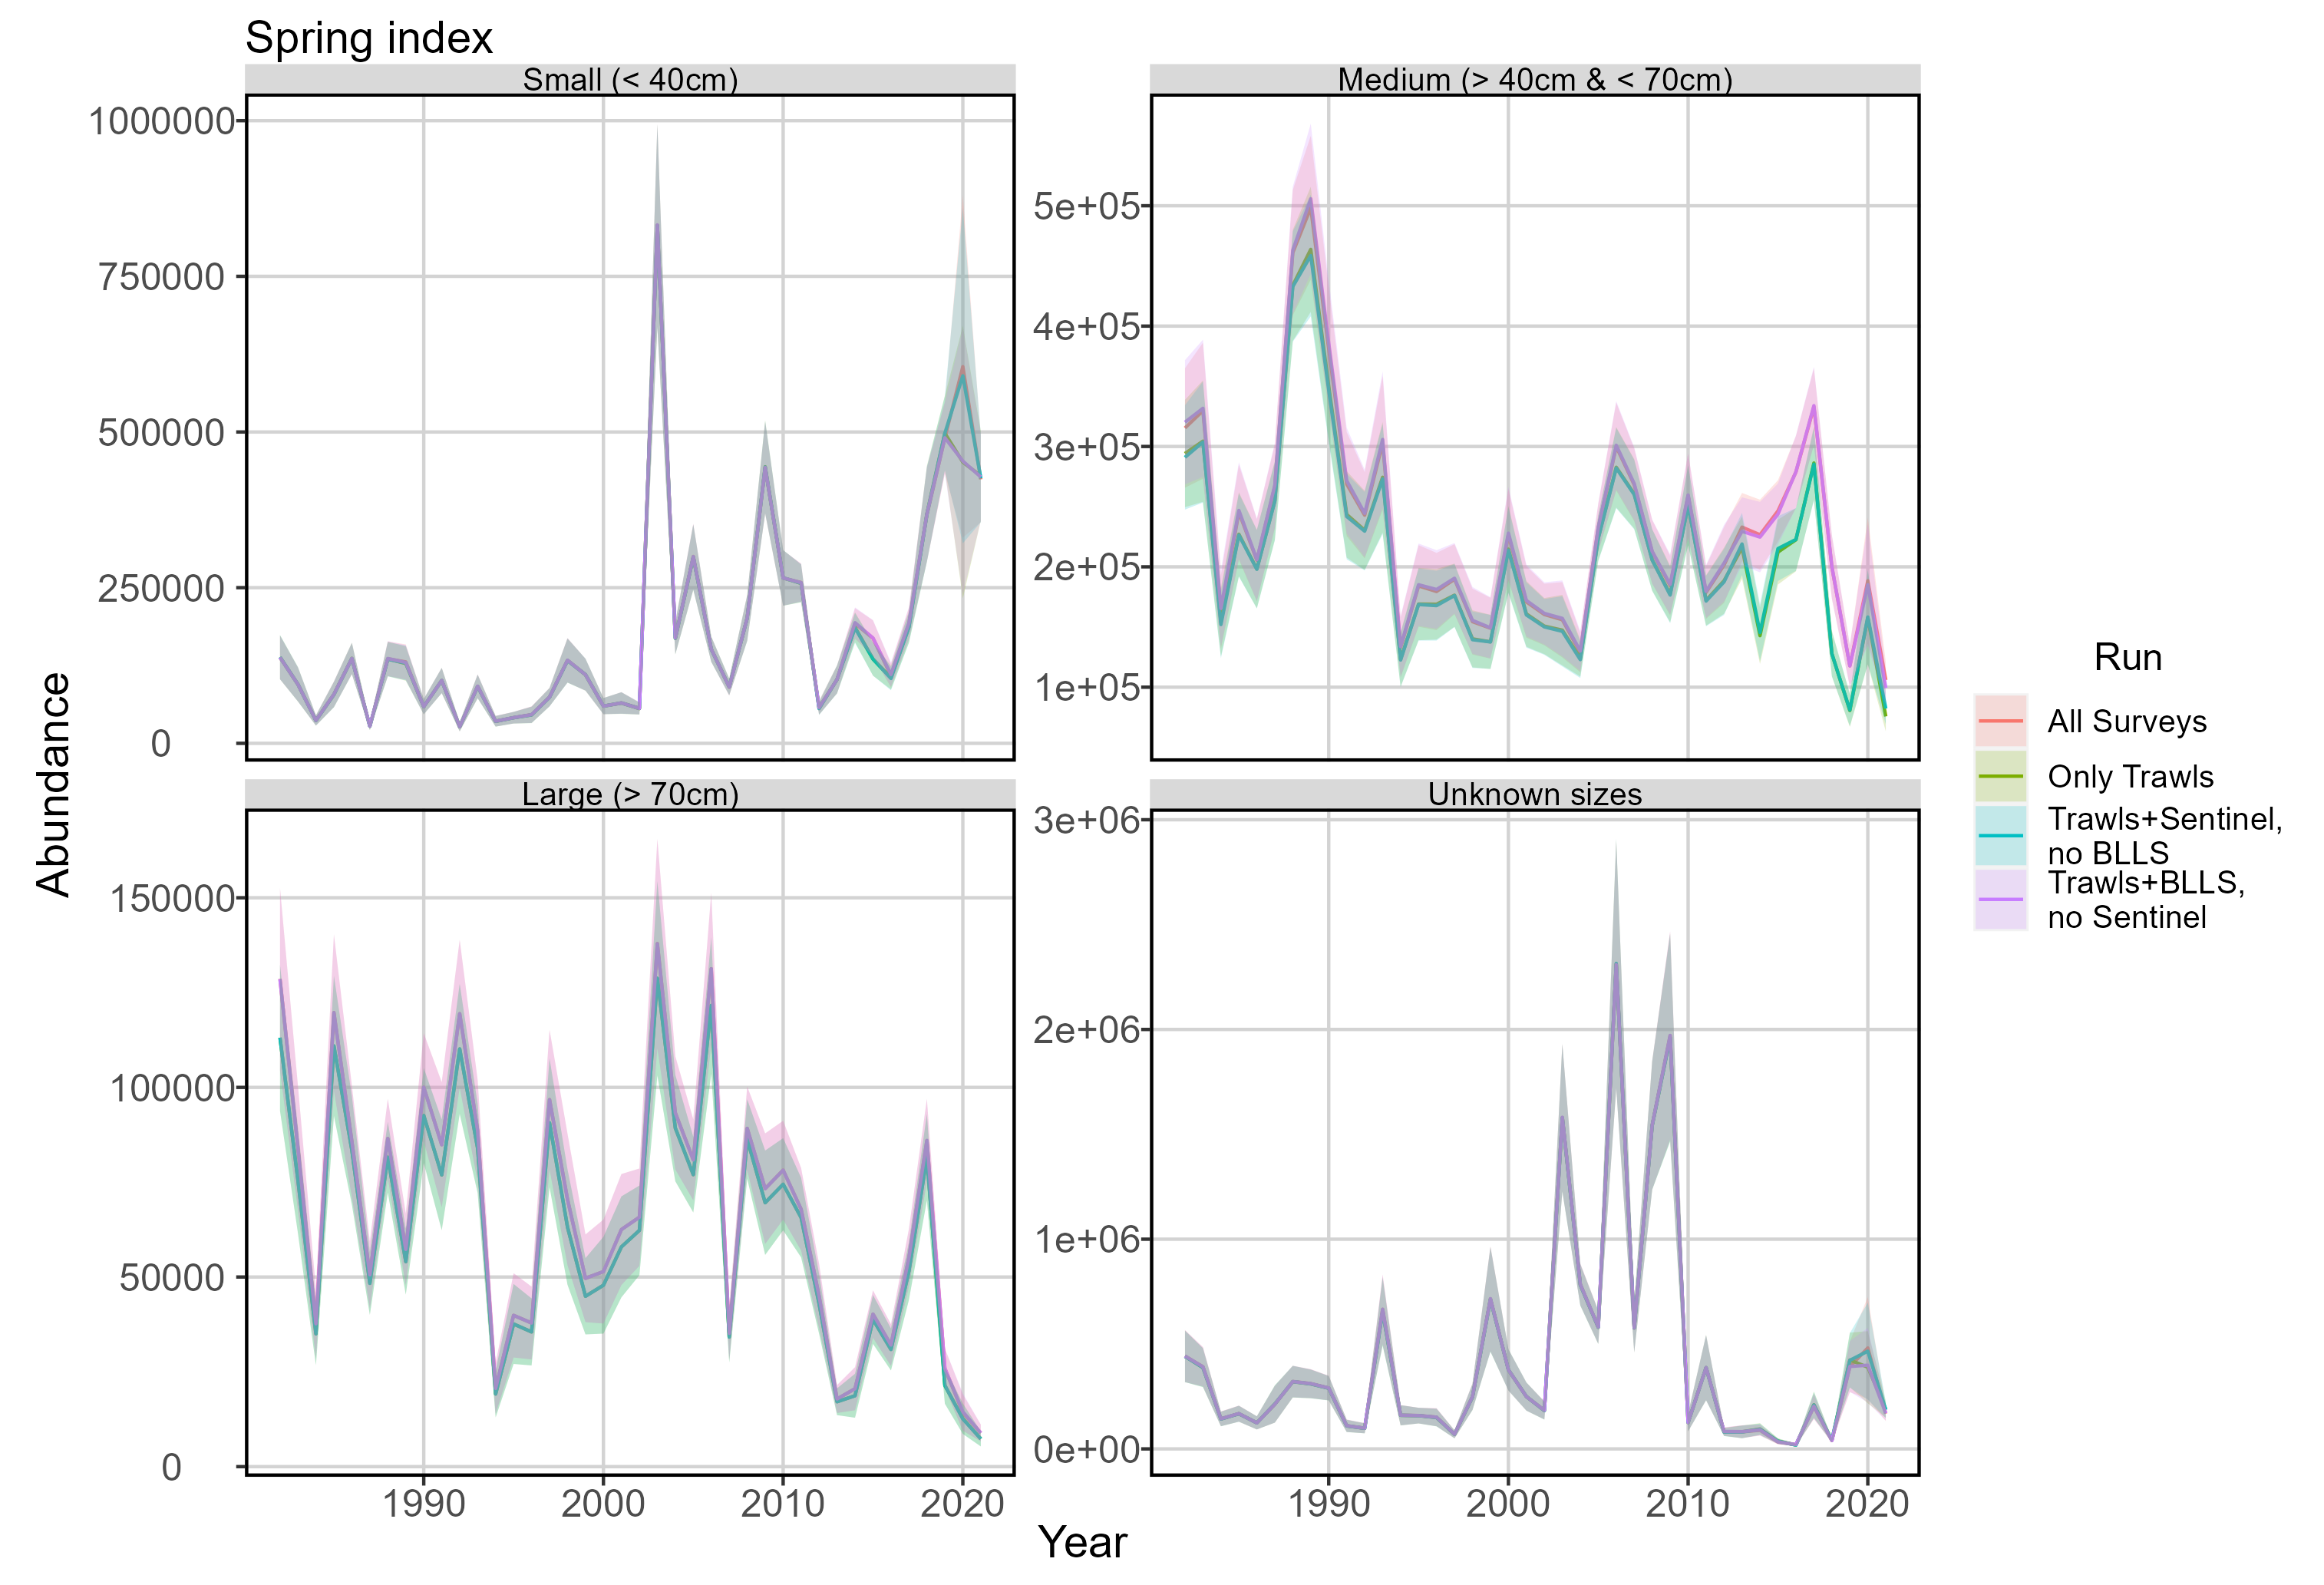 Spring index
Small (< 40cm)
Medium (> 40cm & < 70cm)
1000000
750000
500000
250000
0
5e+05
4e+05
3e+05
2e+05
1e+05
Large (> 70cm)
Unknown sizes
150000
100000
50000
0
3e+06
2e+06
1e+06
0e+00
1990
2000
2010
2020
1990
2000
2010
2020
Year
Abundance
Run
All Surveys
Only Trawls
Trawls+Sentinel,
no BLLS
Trawls+BLLS,
no Sentinel